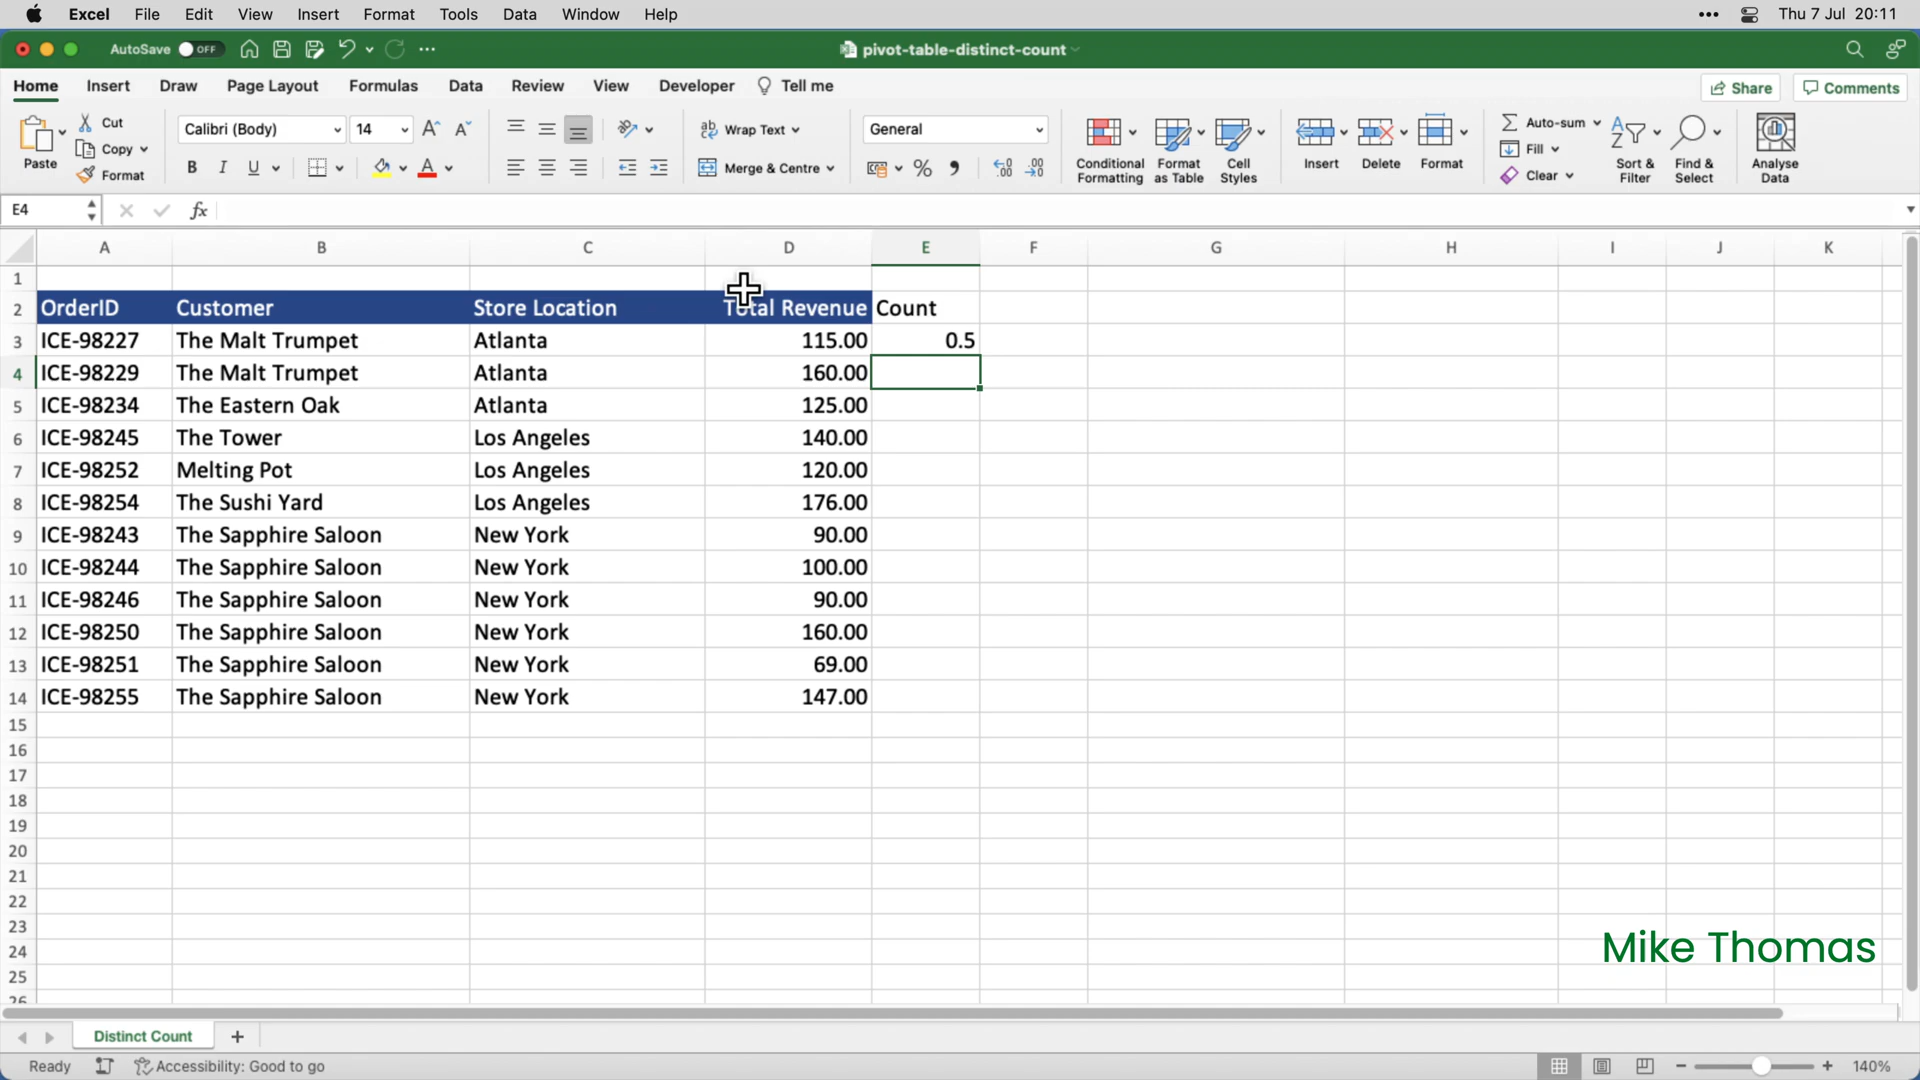 Excel File Edit View Insert Format Tools Data Window Help ••• Thu 7 Jul 20:11
AutoSave OFF ••• pivot-table-distinct-count
Home Insert Draw Page Layout Formulas Data Review View Developer Tell me Share Comments
Paste Cut Copy Format
Calibri (Body) 14 A A
B I U A
ab Wrap Text
Merge & Centre
General
%
Conditional Formatting
Format as Table
Cell Styles
Insert Delete Format
Auto-sum
Fill
Clear
Sort & Filter
Find & Select
Analyse Data
E4 fx
A B C D E F G H I J K
1
2 OrderID Customer Store Location Total Revenue Count
3 ICE-98227 The Malt Trumpet Atlanta 115.00 0.5
4 ICE-98229 The Malt Trumpet Atlanta 160.00
5 ICE-98234 The Eastern Oak Atlanta 125.00
6 ICE-98245 The Tower Los Angeles 140.00
7 ICE-98252 Melting Pot Los Angeles 120.00
8 ICE-98254 The Sushi Yard Los Angeles 176.00
9 ICE-98243 The Sapphire Saloon New York 90.00
10 ICE-98244 The Sapphire Saloon New York 100.00
11 ICE-98246 The Sapphire Saloon New York 90.00
12 ICE-98250 The Sapphire Saloon New York 160.00
13 ICE-98251 The Sapphire Saloon New York 69.00
14 ICE-98255 The Sapphire Saloon New York 147.00
15
16
17
18
19
20
21
22
23
24
25
26
Mike Thomas
Distinct Count +
Ready Accessibility: Good to go − + 140%